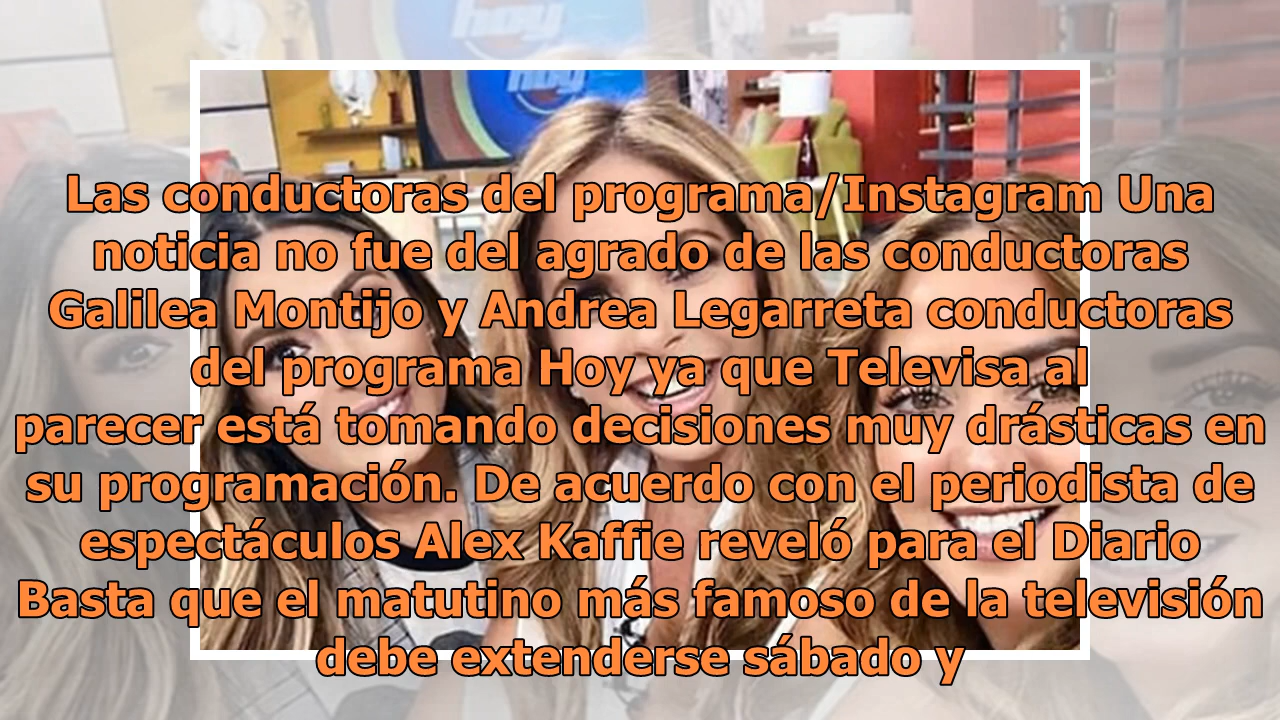 hoy
hoy
Las conductoras del programa/Instagram Una
noticia no fue del agrado de las conductoras
Galilea Montijo y Andrea Legarreta conductoras
del programa Hoy ya que Televisa al
parecer está tomando decisiones muy drásticas en
su programación. De acuerdo con el periodista de
espectáculos Alex Kaffie reveló para el Diario
Basta que el matutino más famoso de la televisión
debe extenderse sábado y